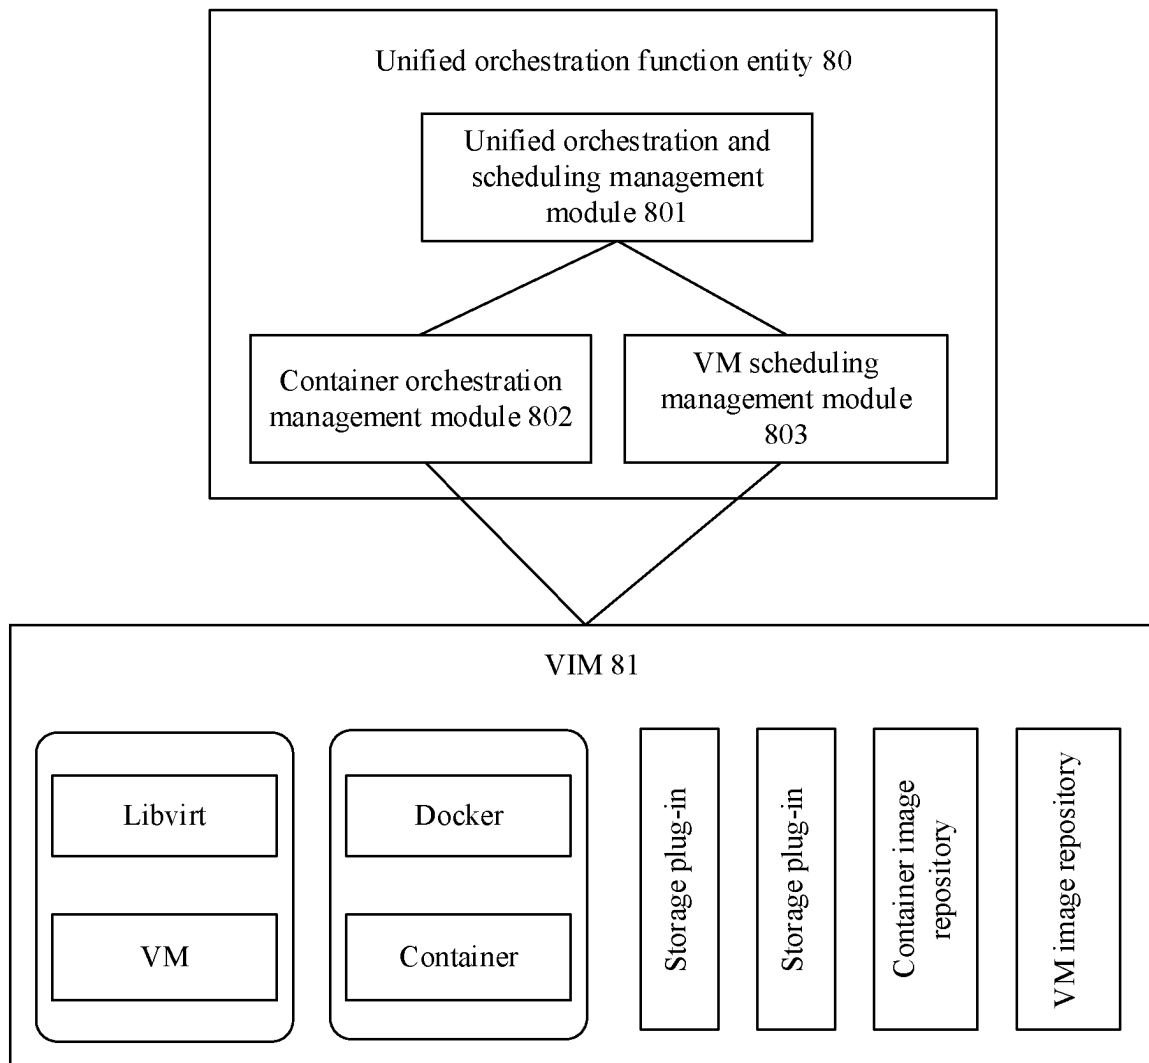 Unified orchestration function entity 80
Unified orchestration and
scheduling management
module 801
Container orchestration
management module 802
VM scheduling
management module
803
VIM 81
Libvirt
VM
Docker
Container
Storage plug-in
Storage plug-in
Container image
repository
VM image repository